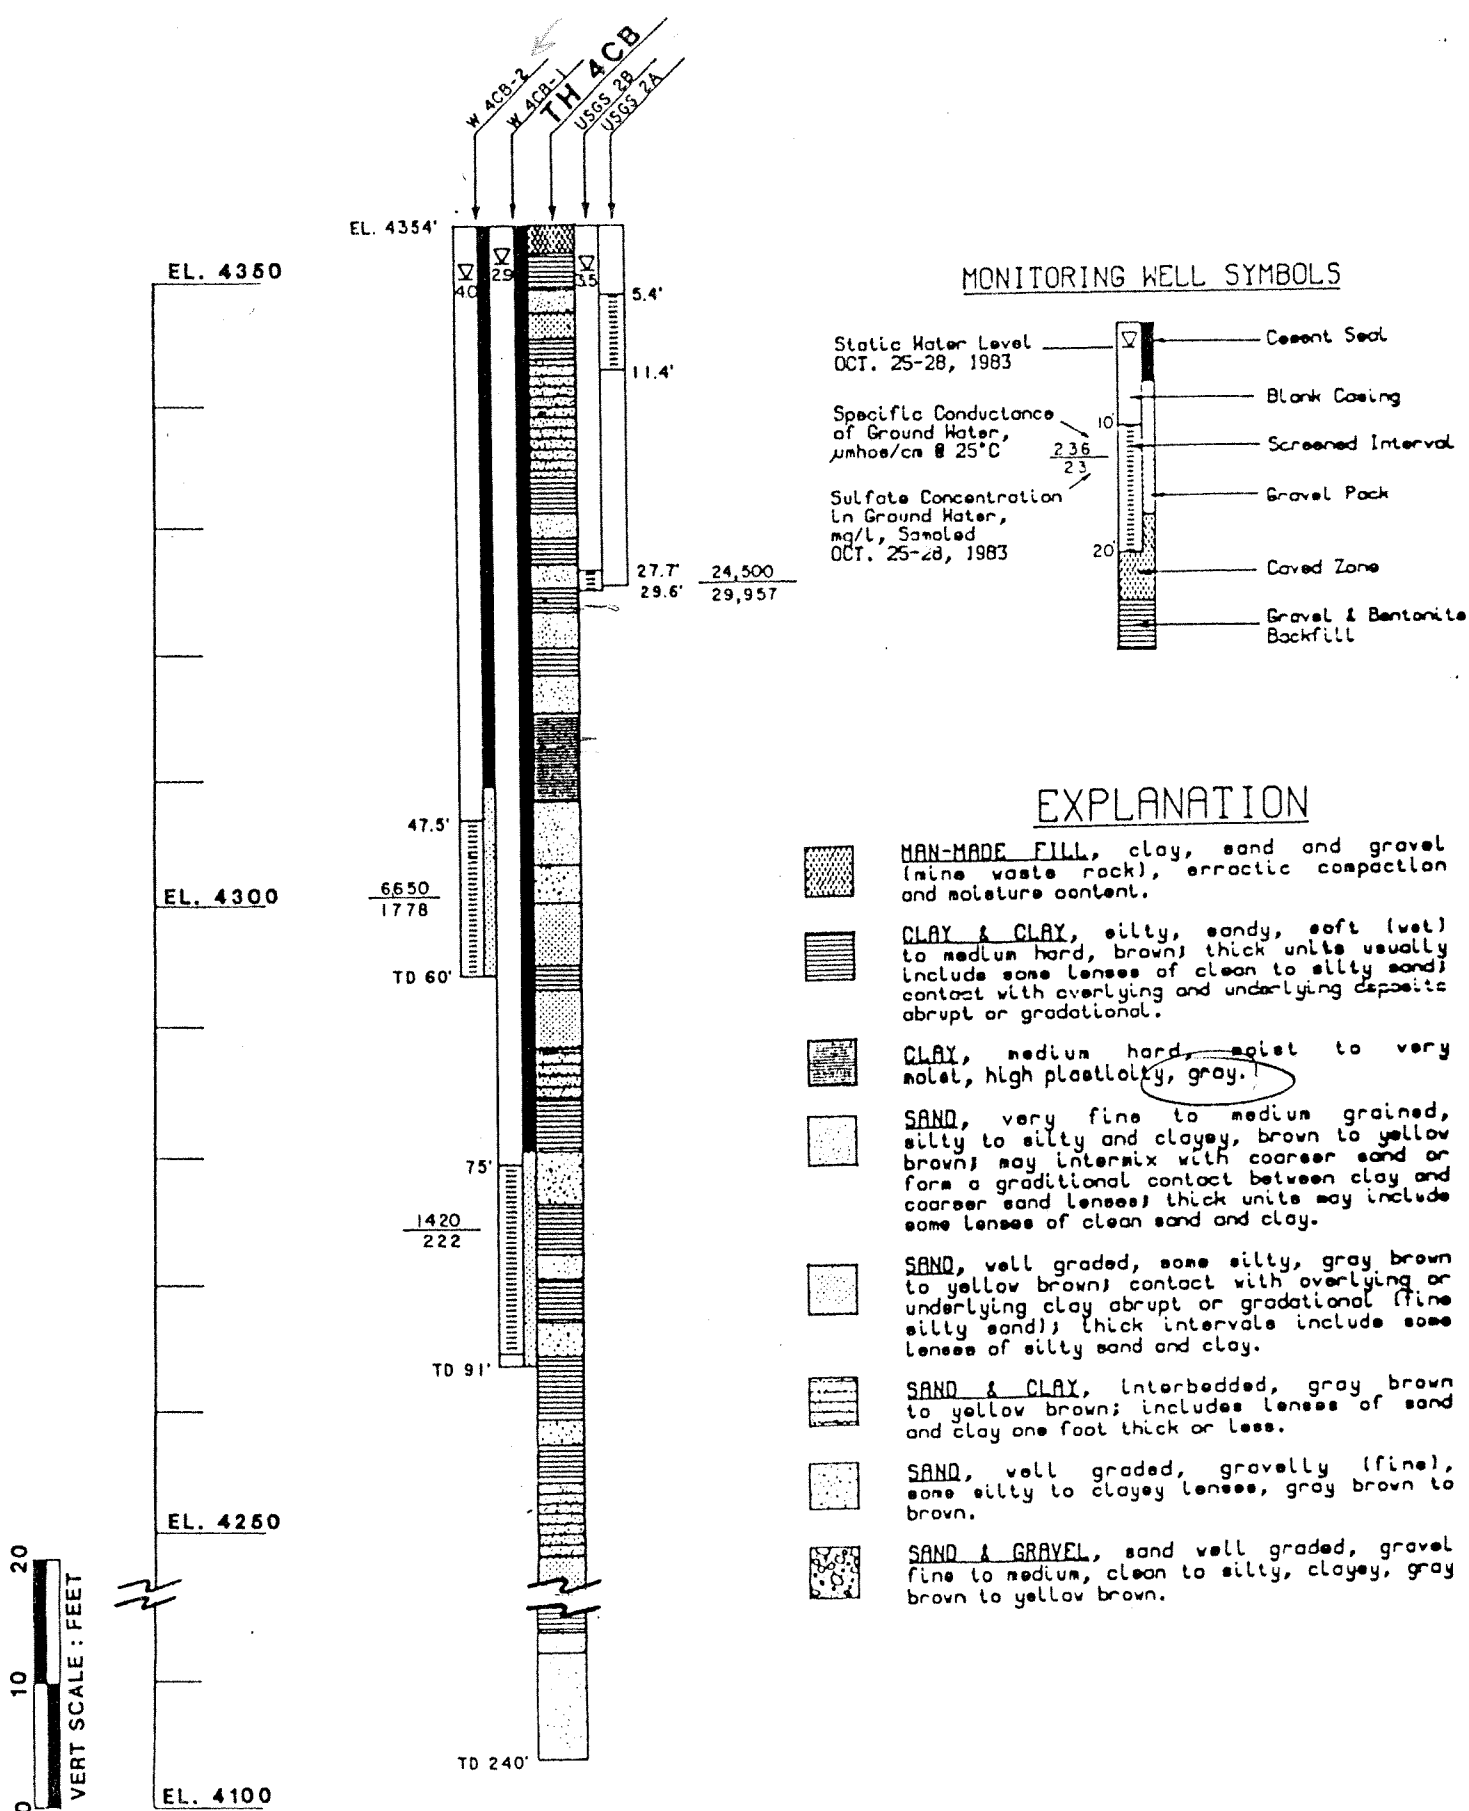 W 4CB-2
W 4CB-1
TH 4CB
USGS 2B
USGS 2A
EL. 4354'
EL. 4350
4.0
2.9
3.5
5.4'
11.4'
27.7'
29.6'
24,500
29,957
47.5'
6,650
1778
EL. 4300
TD 60'
75'
1420
222
TD 91'
EL. 4250
TD 240'
EL. 4100
20
10
0
VERT SCALE : FEET
MONITORING WELL SYMBOLS
Static Water Level
OCT. 25-28, 1983
Specific Conductance
of Ground Water,
µmhos/cm @ 25°C
Sulfate Concentration
in Ground Water,
mg/l, Sampled
OCT. 25-28, 1983
10'
236
23
20'
Cement Seal
Blank Casing
Screened Interval
Gravel Pack
Caved Zone
Gravel & Bentonite
Backfill
EXPLANATION
MAN-MADE FILL, clay, sand and gravel
(mine waste rock), erractic compaction
and moisture content.
CLAY & CLAY, silty, sandy, soft (wet)
to medium hard, brown; thick units usually
include some lenses of clean to silty sand;
contact with overlying and underlying deposits
abrupt or gradational.
CLAY, medium hard, moist to very
moist, high plasticity, gray.
SAND, very fine to medium grained,
silty to silty and clayey, brown to yellow
brown; may intermix with coarser sand or
form a graditional contact between clay and
coarser sand lenses; thick units may include
some lenses of clean sand and clay.
SAND, well graded, some silty, gray brown
to yellow brown; contact with overlying or
underlying clay abrupt or gradational (fine
silty sand); thick intervals include some
lenses of silty sand and clay.
SAND & CLAY, interbedded, gray brown
to yellow brown; includes lenses of sand
and clay one foot thick or less.
SAND, well graded, gravelly (fine),
some silty to clayey lenses, gray brown to
brown.
SAND & GRAVEL, sand well graded, gravel
fine to medium, clean to silty, clayey, gray
brown to yellow brown.